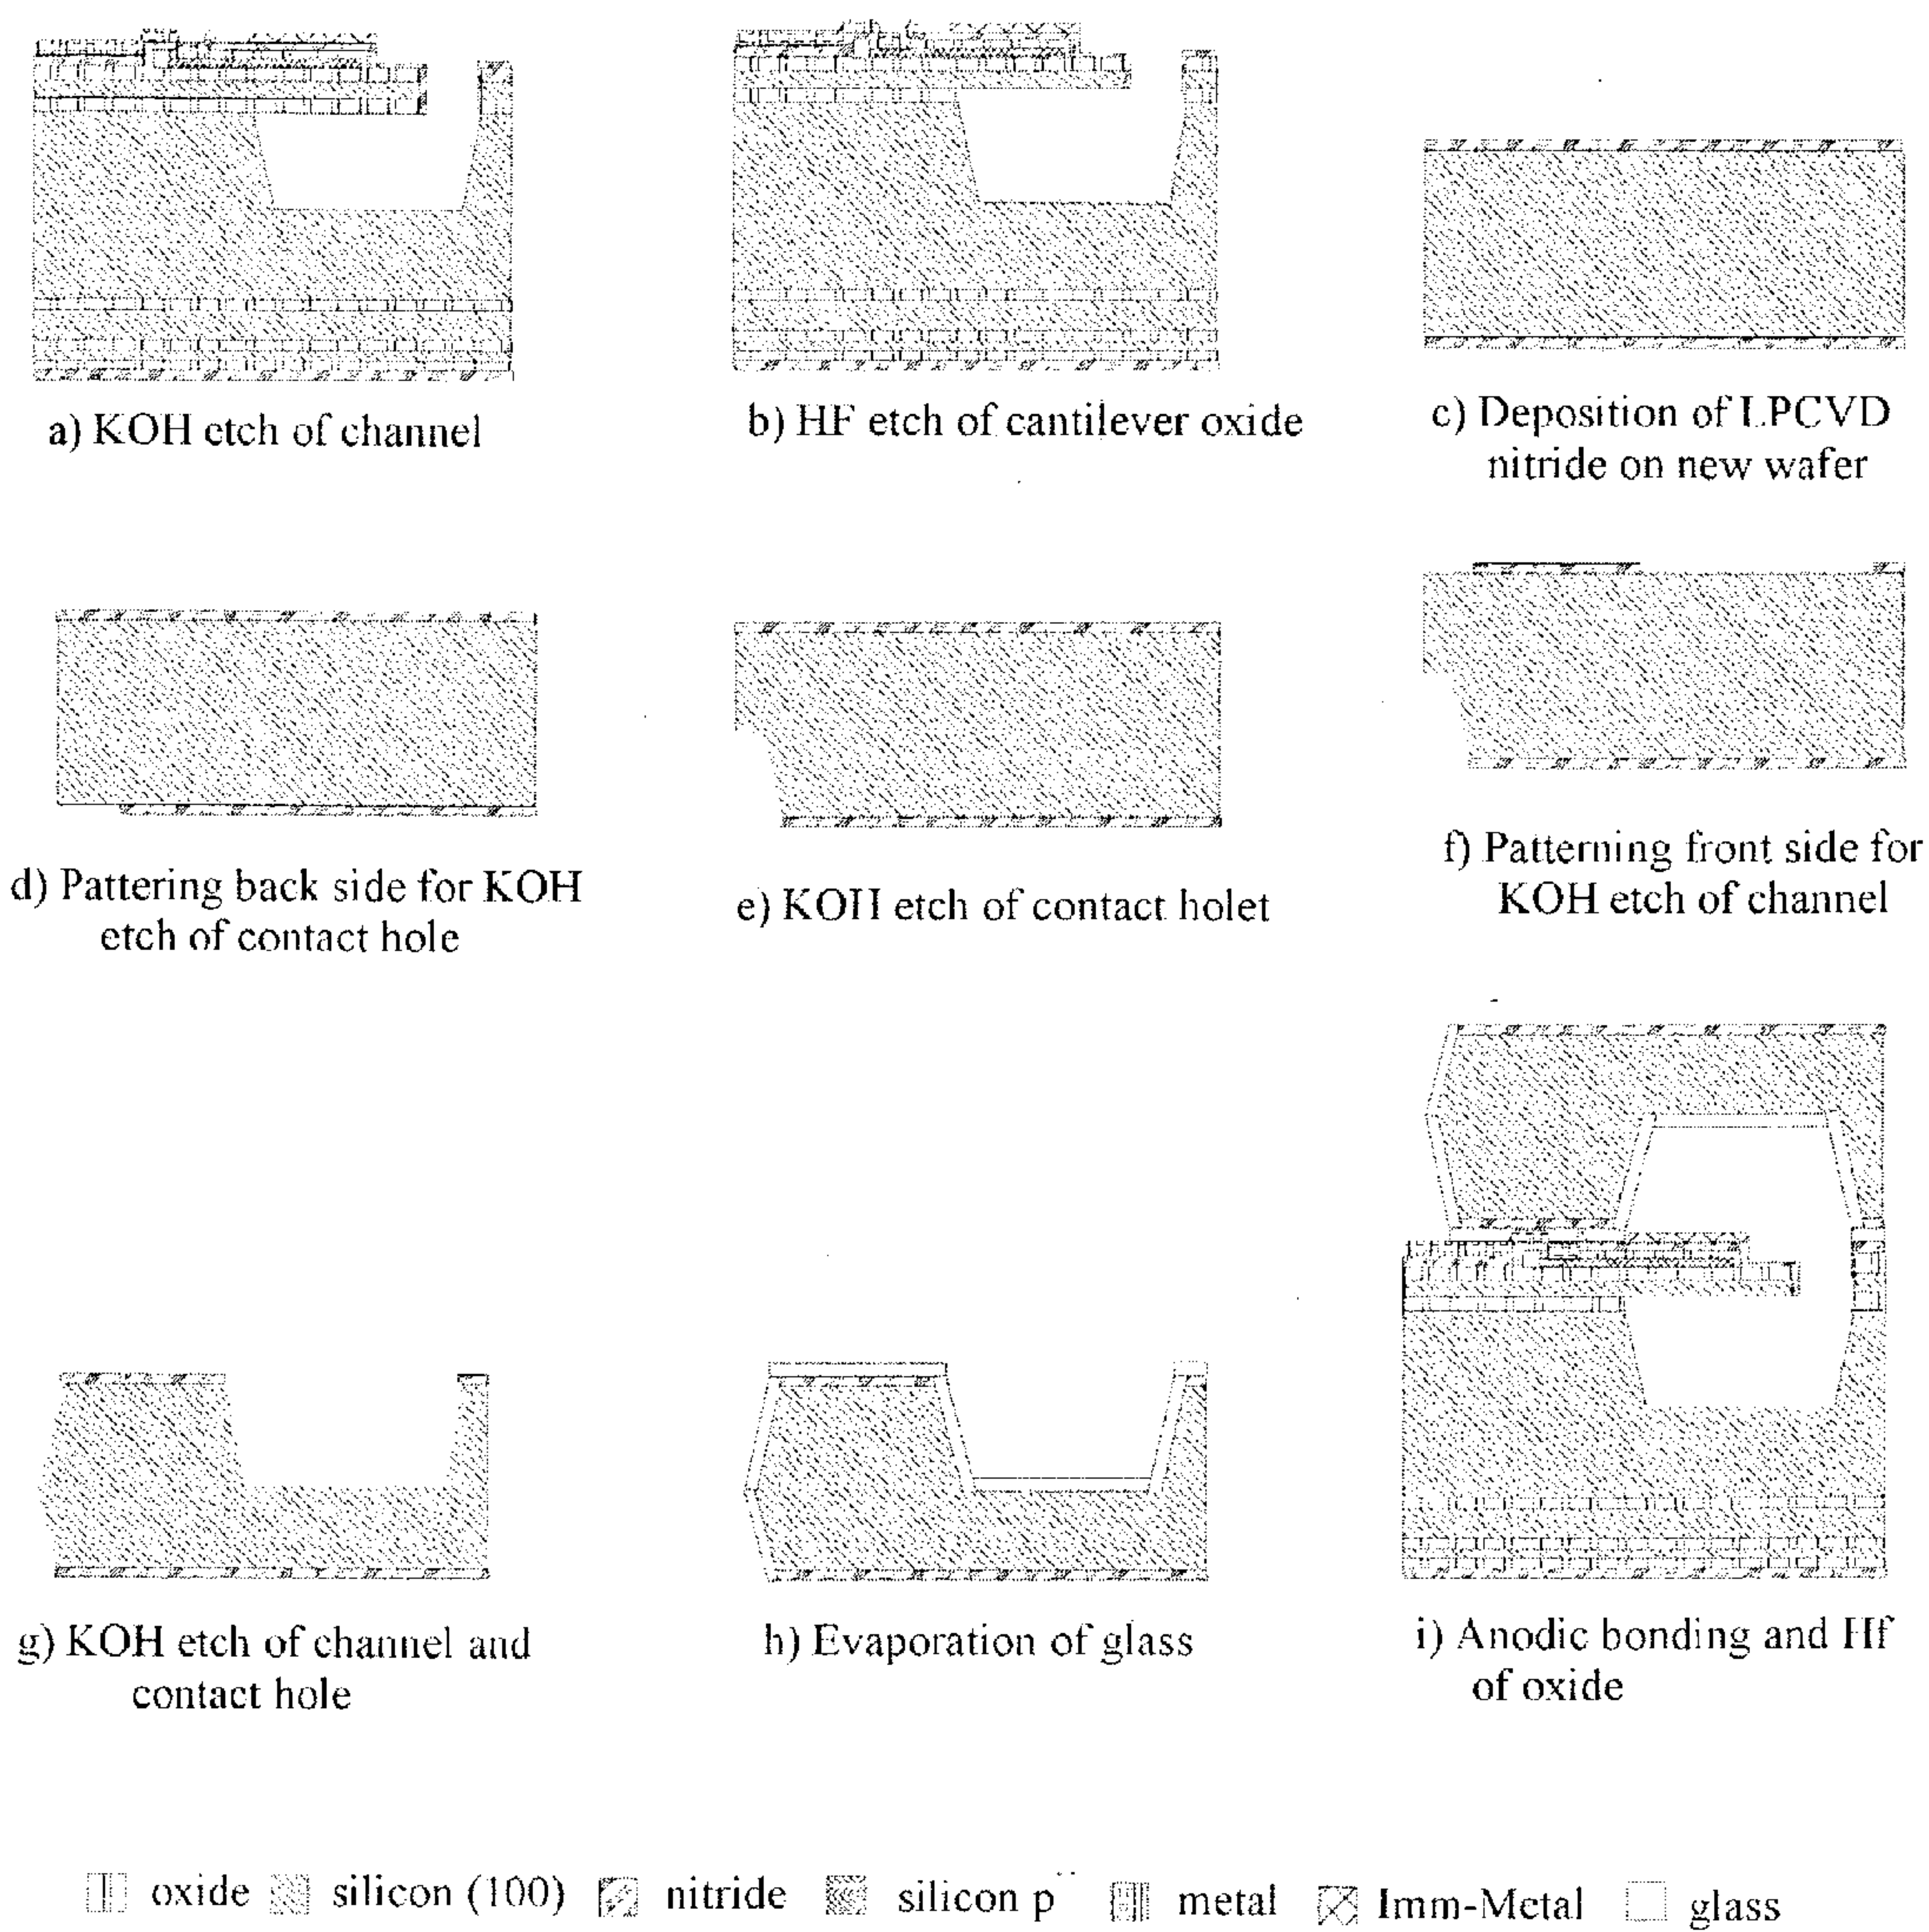 a) KOH etch of channel
b) HF etch of cantilever oxide
c) Deposition of LPCVD
nitride on new wafer
d) Pattering back side for KOH
etch of contact hole
e) KOH etch of contact holet
f) Patterning front side for
KOH etch of channel
g) KOH etch of channel and
contact hole
h) Evaporation of glass
i) Anodic bonding and Hf
of oxide
oxide silicon (100) nitride silicon p¨ metal Imm-Metal glass